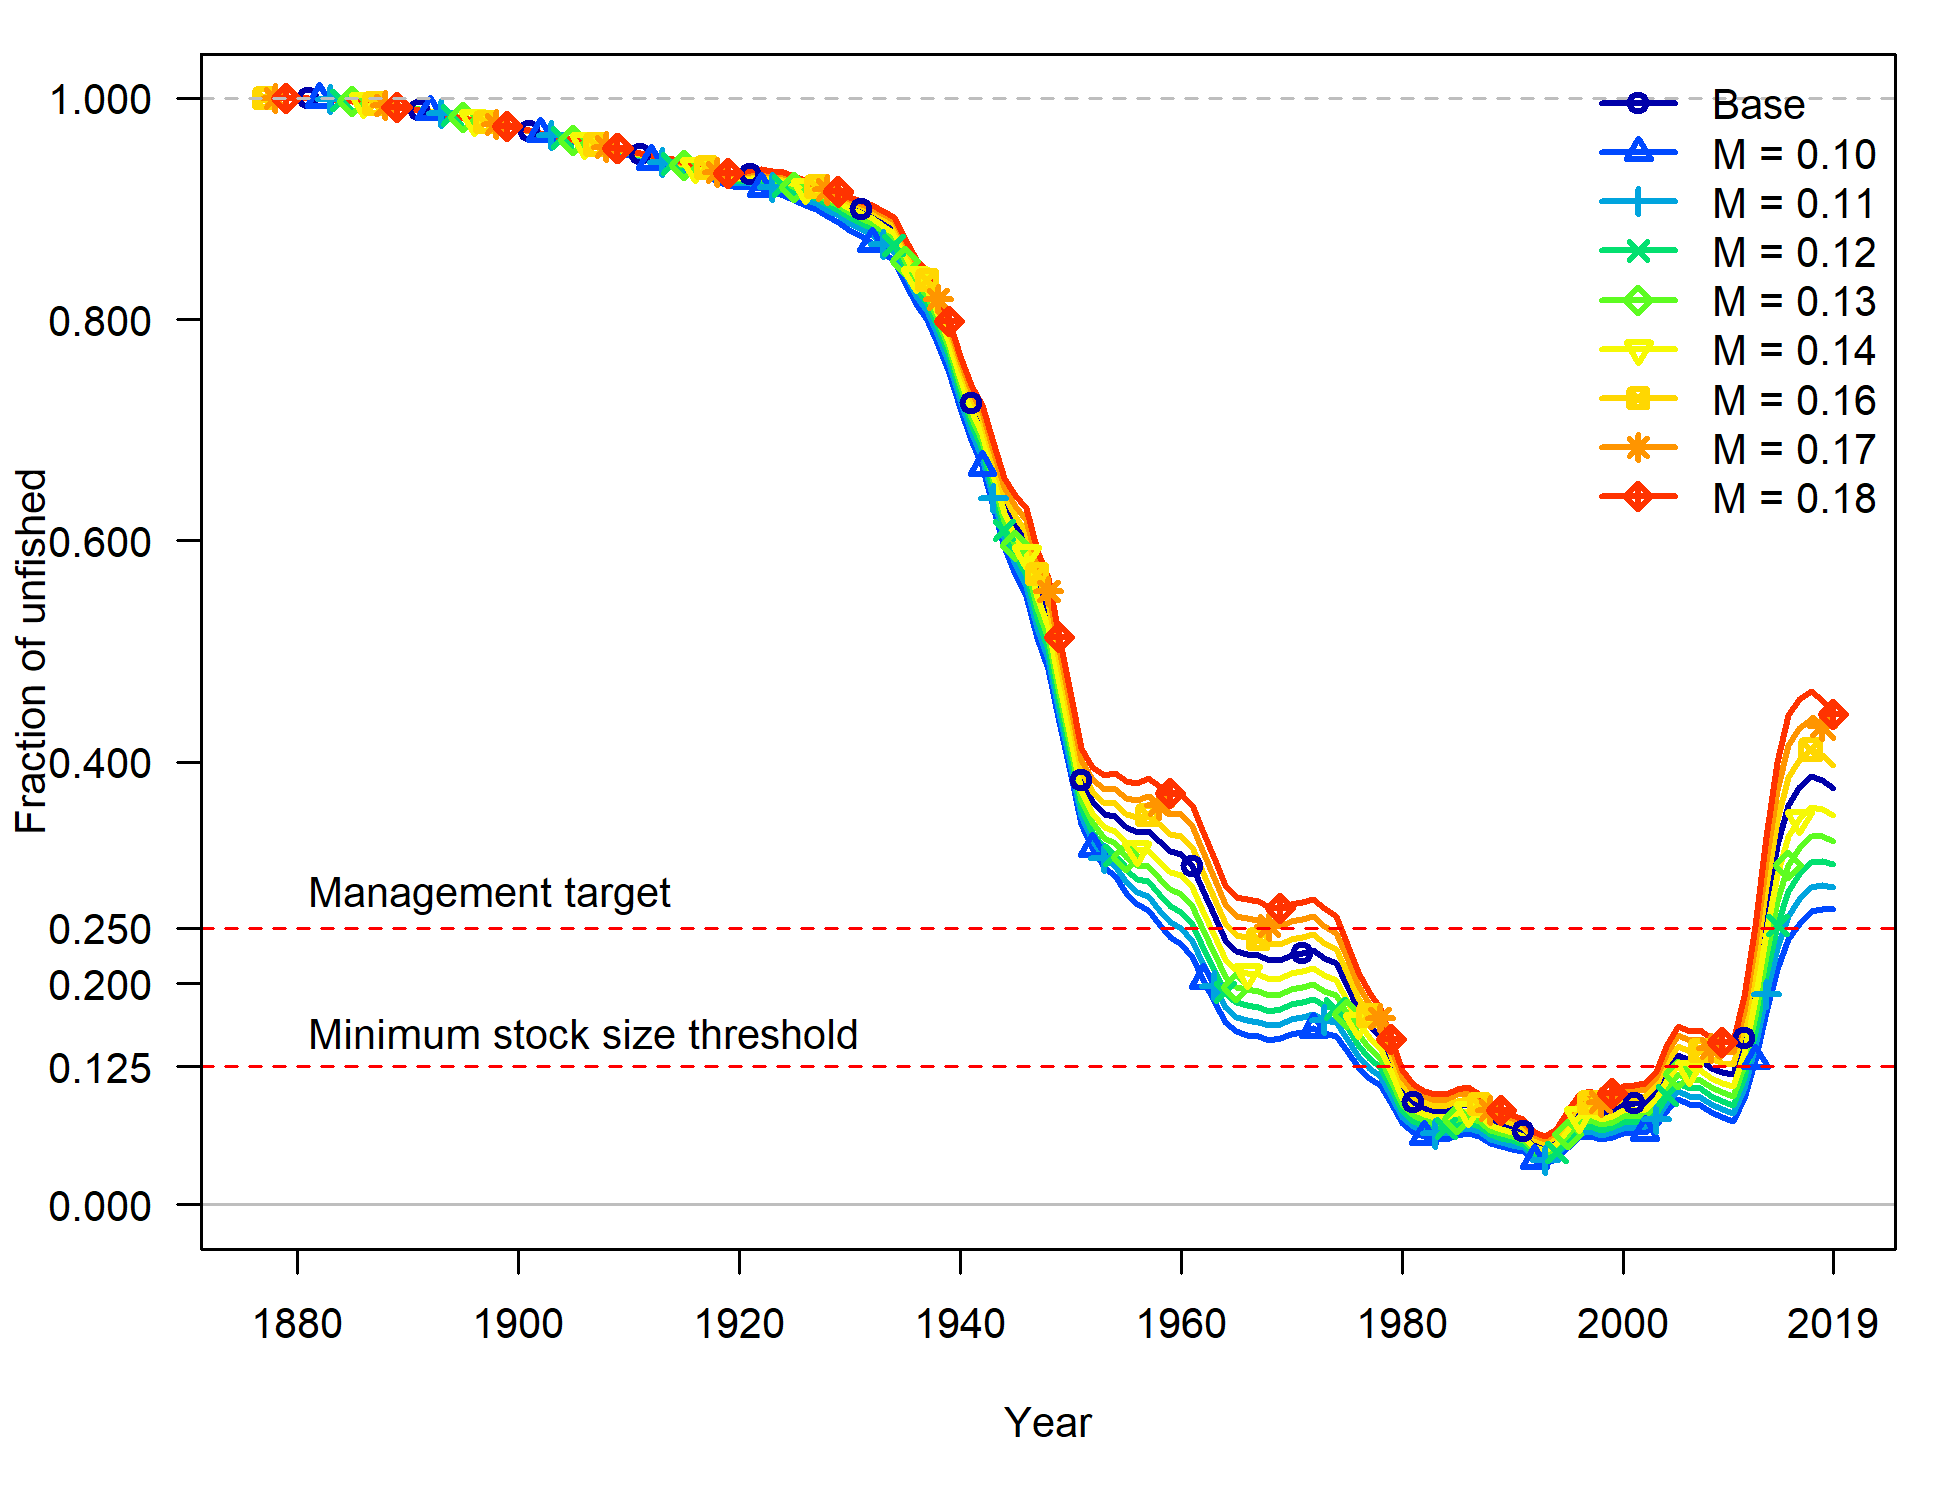 1.000
0.800
0.600
0.400
0.250
0.200
0.125
0.000
Fraction of unfished
Base
M = 0.10
M = 0.11
M = 0.12
M = 0.13
M = 0.14
M = 0.16
M = 0.17
M = 0.18
Management target
Minimum stock size threshold
1880 1900 1920 1940 1960 1980 2000 2019
Year